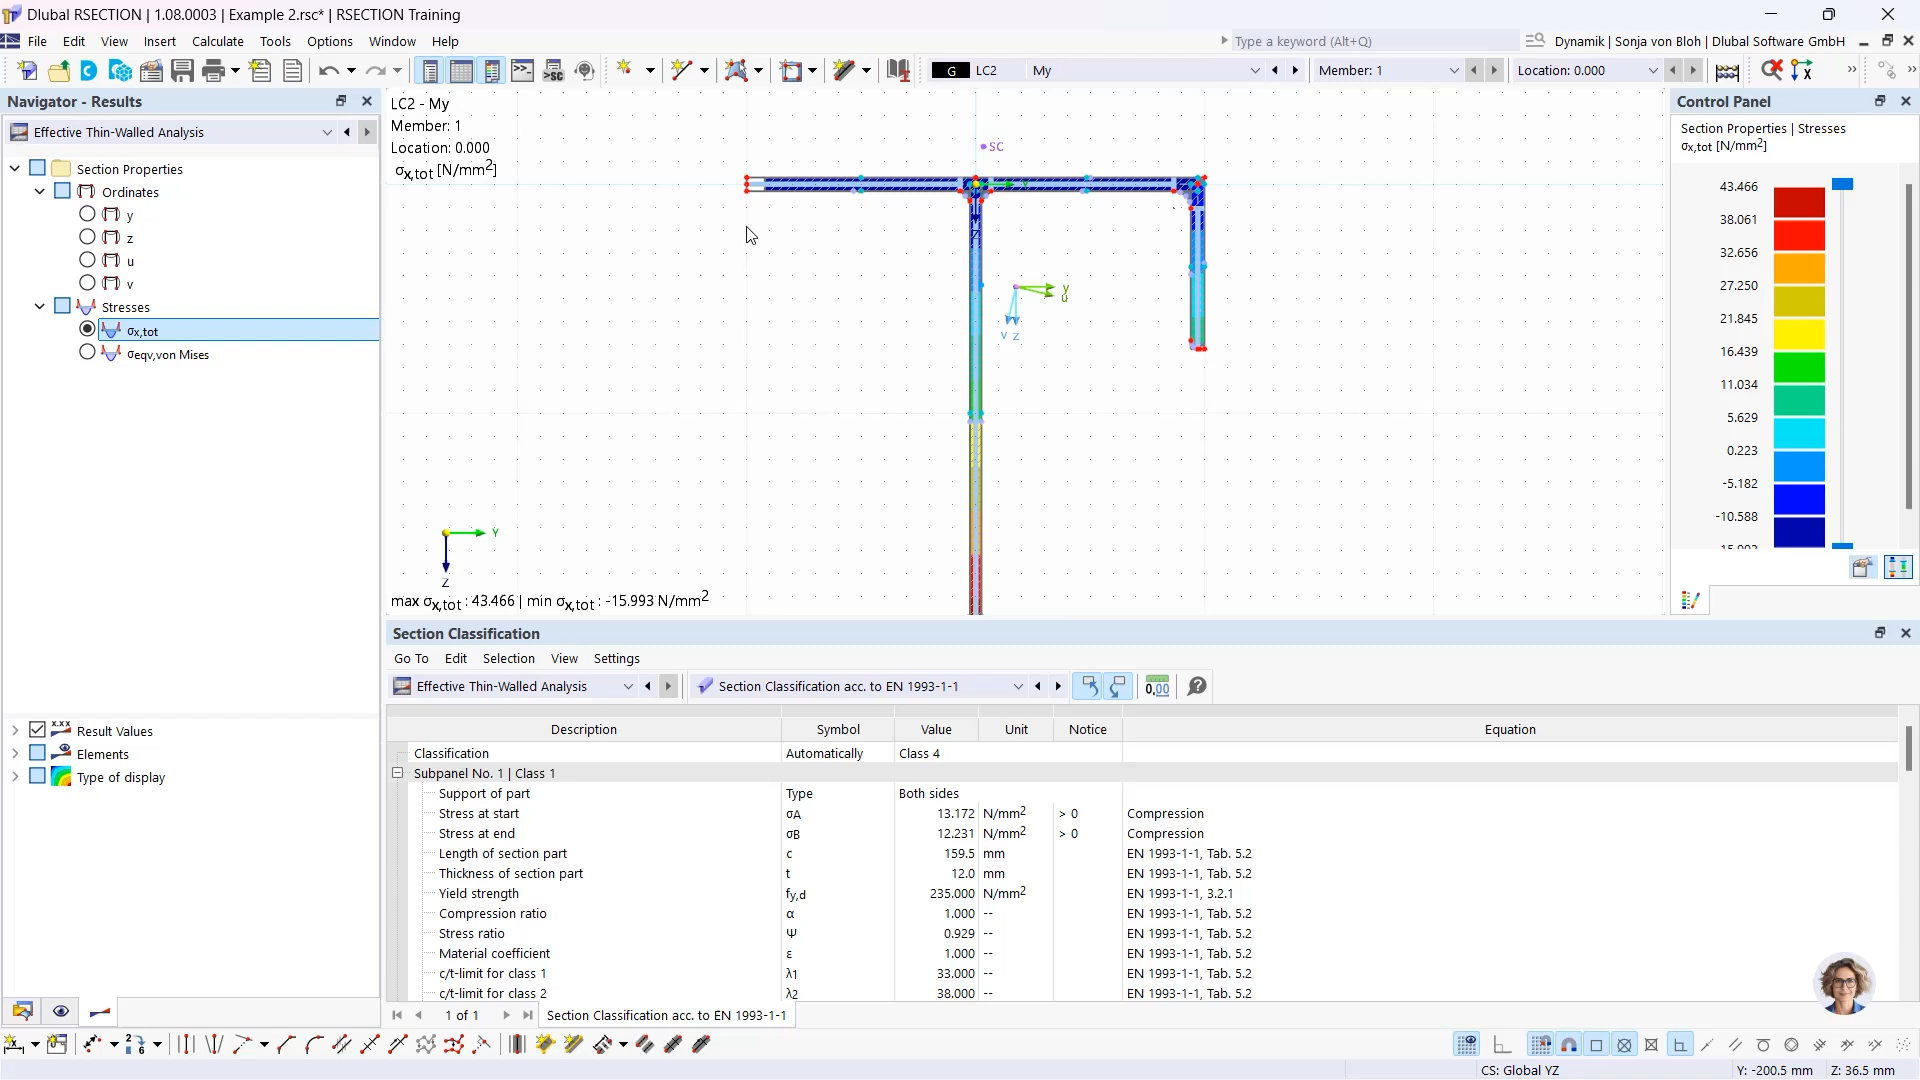 Dlubal RSECTION | 1.08.0003 | Example 2.rsc* | RSECTION Training
File Edit View Insert Calculate Tools Options Window Help
Type a keyword (Alt+Q)
Dynamik | Sonja von Bloh | Dlubal Software GmbH
G LC2 My
Member: 1
Location: 0.000
Navigator - Results
Effective Thin-Walled Analysis
Section Properties
Ordinates
y
z
u
v
Stresses
σx,tot
σeqv,von Mises
Result Values
Elements
Type of display
LC2 - My
Member: 1
Location: 0.000
σx,tot [N/mm2]
SC
y
z
y
u
v z
Y
Z
max σx,tot : 43.466 | min σx,tot : -15.993 N/mm2
Control Panel
Section Properties | Stresses
σx,tot [N/mm2]
43.466
38.061
32.656
27.250
21.845
16.439
11.034
5.629
0.223
-5.182
-10.588
Section Classification
Go To Edit Selection View Settings
Effective Thin-Walled Analysis
Section Classification acc. to EN 1993-1-1
0,00
Description Symbol Value Unit Notice Equation
Classification Automatically Class 4
Subpanel No. 1 | Class 1
Support of part Type Both sides
Stress at start σA 13.172 N/mm2 > 0 Compression
Stress at end σB 12.231 N/mm2 > 0 Compression
Length of section part c 159.5 mm EN 1993-1-1, Tab. 5.2
Thickness of section part t 12.0 mm EN 1993-1-1, Tab. 5.2
Yield strength fy,d 235.000 N/mm2 EN 1993-1-1, 3.2.1
Compression ratio α 1.000 -- EN 1993-1-1, Tab. 5.2
Stress ratio Ψ 0.929 -- EN 1993-1-1, Tab. 5.2
Material coefficient ε 1.000 -- EN 1993-1-1, Tab. 5.2
c/t-limit for class 1 λ1 33.000 -- EN 1993-1-1, Tab. 5.2
c/t-limit for class 2 λ2 38.000 -- EN 1993-1-1, Tab. 5.2
1 of 1
Section Classification acc. to EN 1993-1-1
CS: Global YZ
Y: -200.5 mm Z: 36.5 mm